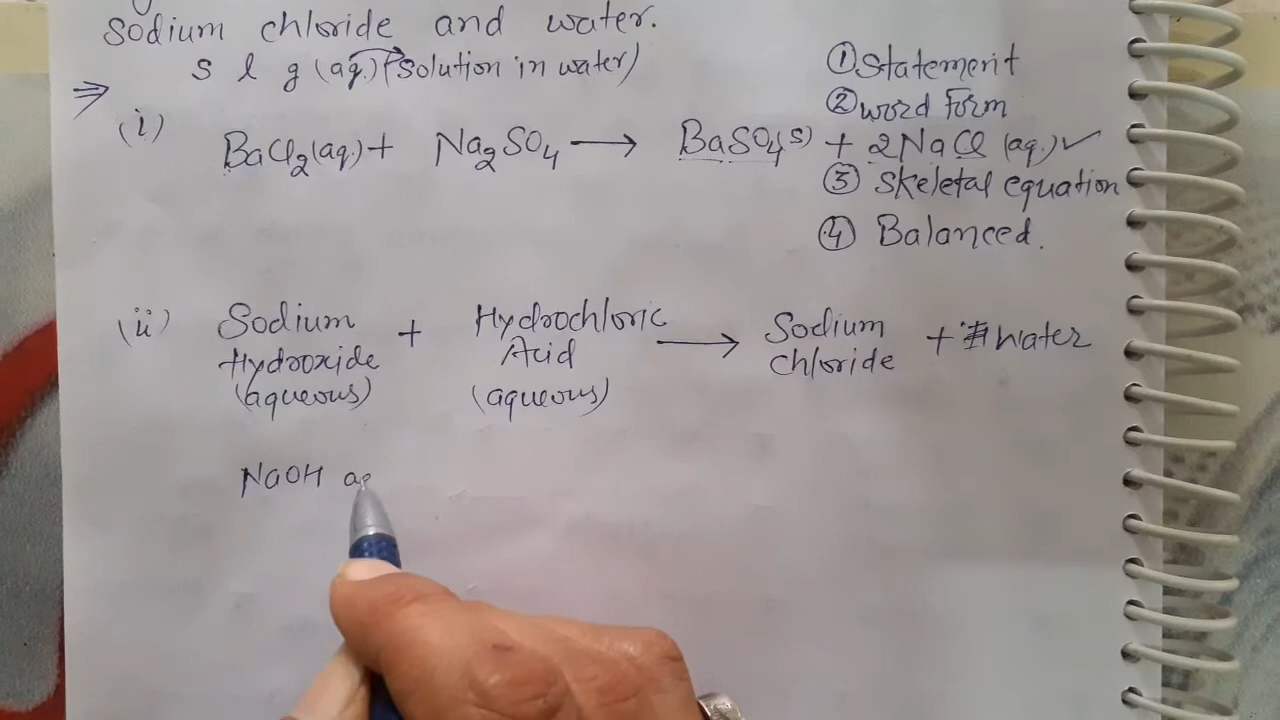 Sodium chloride and water.
s l g (aq.) (solution in water)
① Statement
② word form
⇒ (i) BaCl₂(aq.) + Na₂SO₄ → BaSO₄(s) + 2NaCl (aq.) ✓
③ Skeletal equation
④ Balanced.
(ii) Sodium Hydroxide (aqueous) + Hydrochloric Acid (aqueous) → Sodium chloride + water
NaOH aq